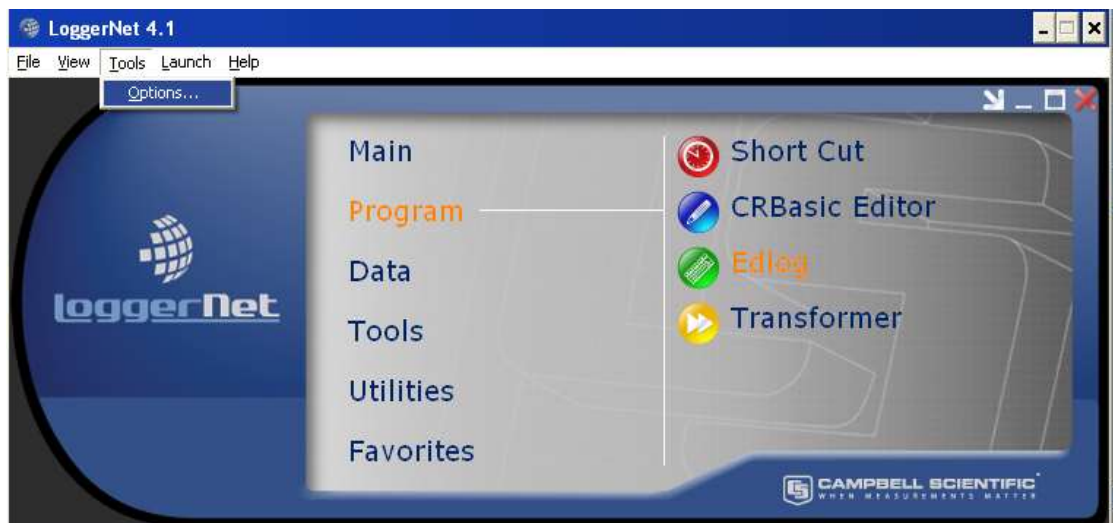 LoggerNet 4.1
File View Tools Launch Help
Options...
Main
Program
Data
Tools
Utilities
Favorites
Short Cut
CRBasic Editor
Edlog
Transformer
LoggerNet
CAMPBELL SCIENTIFIC
WHEN MEASUREMENTS MATTER